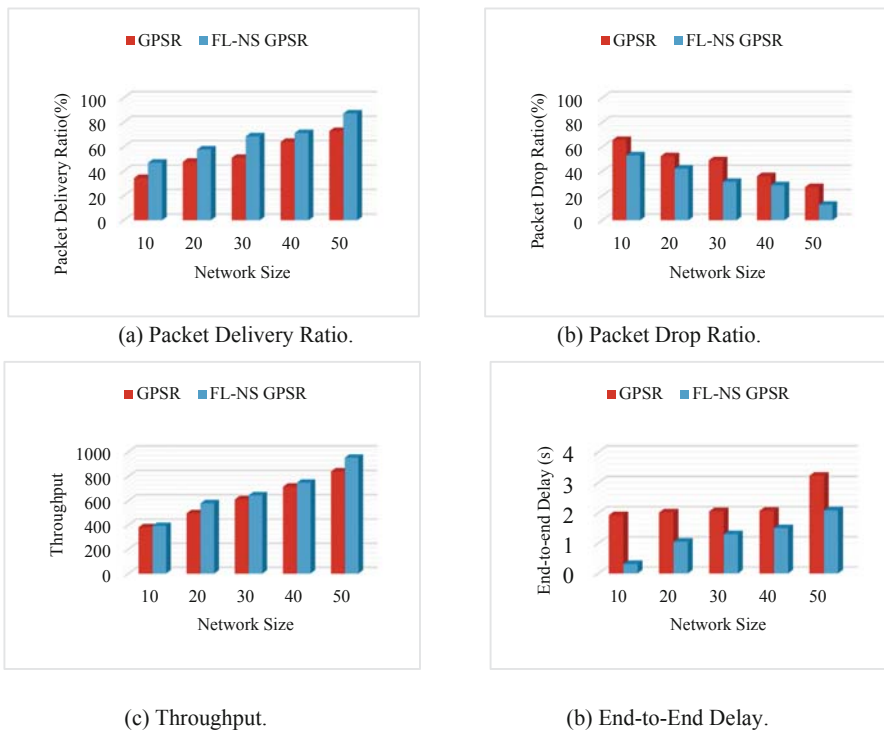 GPSR FL-NS GPSR
Packet Delivery Ratio(%)
100
80
60
40
20
0
10 20 30 40 50
Network Size
(a) Packet Delivery Ratio.
GPSR FL-NS GPSR
Packet Drop Ratio(%)
100
80
60
40
20
0
10 20 30 40 50
Network Size
(b) Packet Drop Ratio.
GPSR FL-NS GPSR
Throughput
1000
800
600
400
200
0
10 20 30 40 50
Network Size
(c) Throughput.
GPSR FL-NS GPSR
End-to-end Delay (s)
4
3
2
1
0
10 20 30 40 50
Network Size
(b) End-to-End Delay.